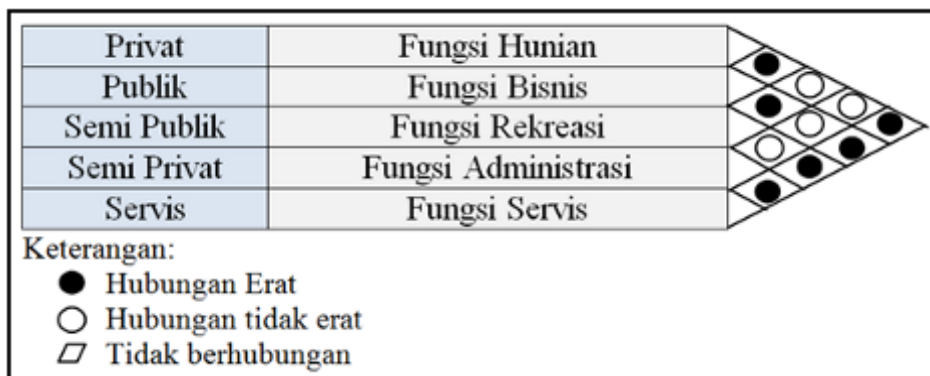 Privat Fungsi Hunian
Publik Fungsi Bisnis
Semi Publik Fungsi Rekreasi
Semi Privat Fungsi Administrasi
Servis Fungsi Servis
Keterangan:
Hubungan Erat
Hubungan tidak erat
Tidak berhubungan